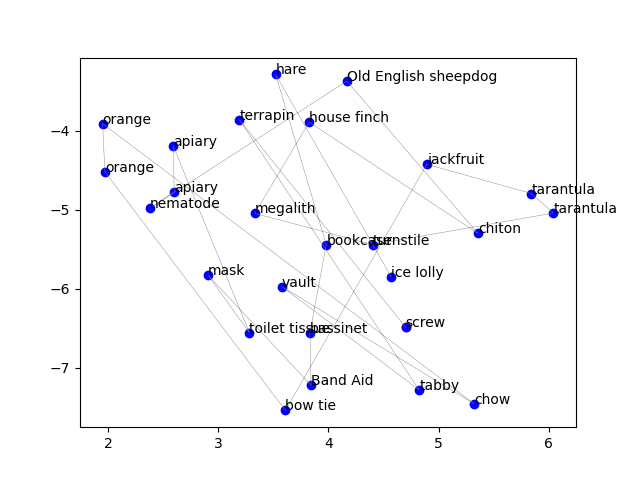 hare
Old English sheepdog
orange
terrapin
house finch
apiary
jackfruit
orange
apiary
tarantula
nematode
megalith
tarantula
chiton
bookcase
turnstile
mask
ice lolly
vault
toilet tissue
bassinet
screw
Band Aid
tabby
bow tie
chow
−4
−5
−6
−7
2
3
4
5
6